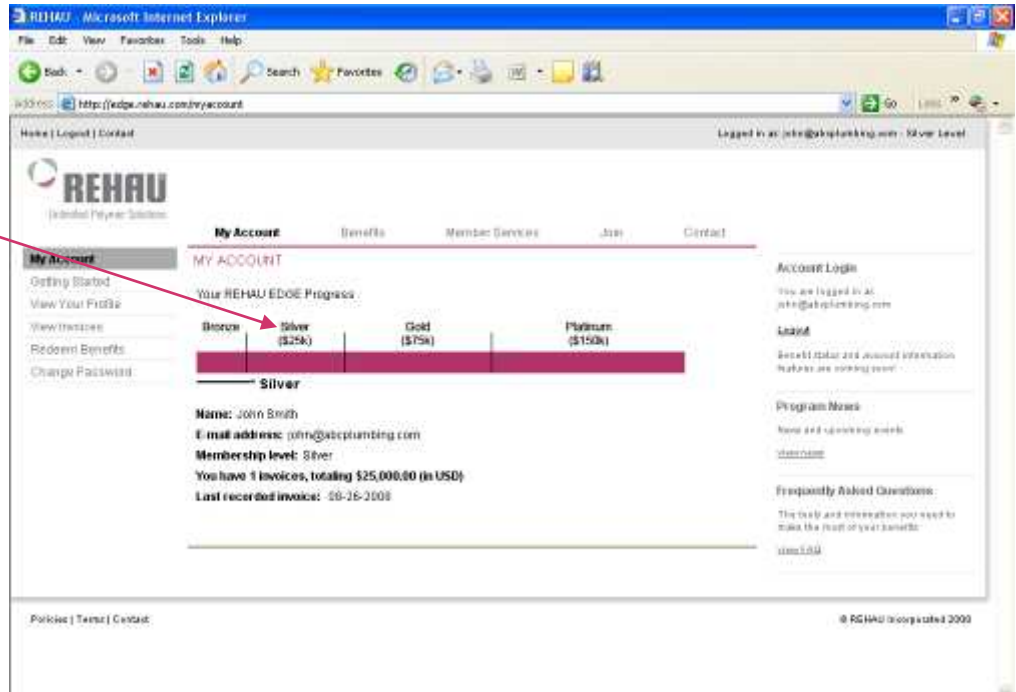 REHAU - Microsoft Internet Explorer
File Edit View Favorites Tools Help
Back Search Favorites
Address http://edge.rehau.com/myaccount Go Links
Home | Logout | Contact
Logged in as: john@abcplumbing.com - Silver Level
REHAU
Unlimited Polymer Solutions
My Account Benefits Member Services Join Contact
My Account
Getting Started
View Your Profile
View Invoices
Redeem Benefits
Change Password
MY ACCOUNT
Your REHAU EDGE Progress
Bronze Silver Gold Platinum
($25k) ($75k) ($150k)
Silver
Name: John Smith
E-mail address: john@abcplumbing.com
Membership level: Silver
You have 1 invoices, totaling $25,000.00 (in USD)
Last recorded invoice: 08-26-2008
Account Login
You are logged in as
john@abcplumbing.com
Logout
Benefit status and account information
features are coming soon!
Program News
News and upcoming events
view news
Frequently Asked Questions
The tools and information you need to
make the most of your benefits
view FAQ
Policies | Terms | Contact
© REHAU Incorporated 2008